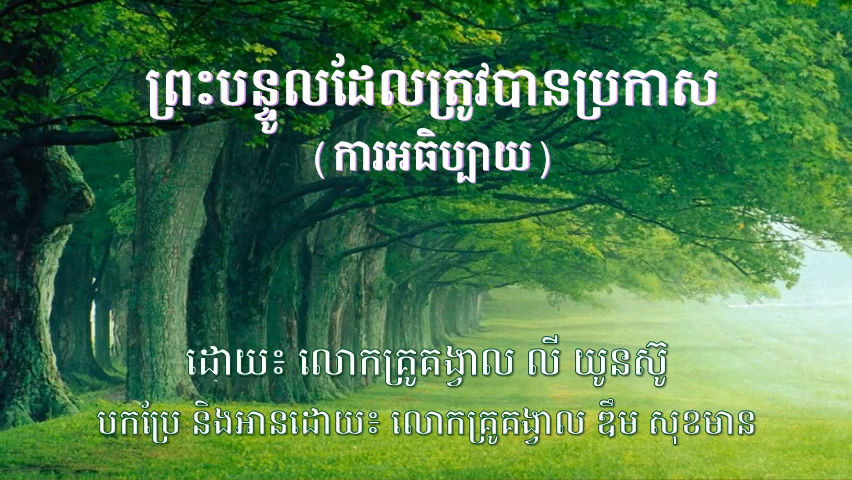 ព្រះបន្ទូលដែលត្រូវបានប្រកាស
(ការអធិប្បាយ)
ដោយ៖ លោកគ្រូគង្វាល លី យូនស៊ូ
បកប្រែ និងអានដោយ៖ លោកគ្រូគង្វាល ឌឹម សុខមាន